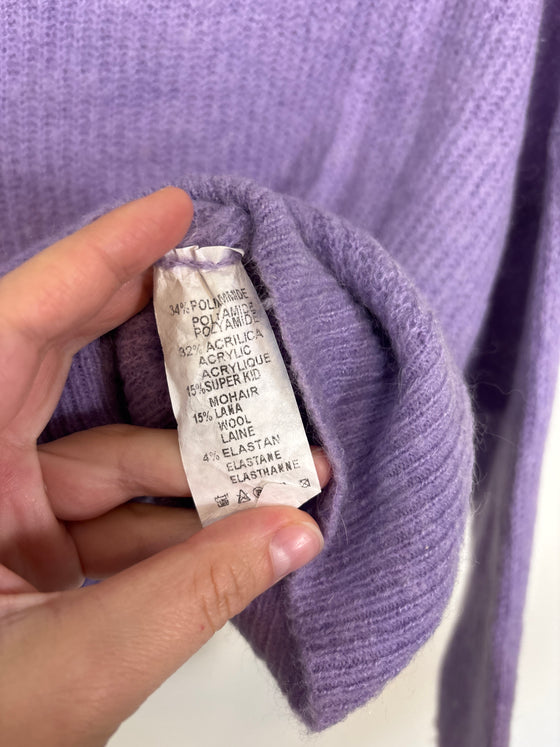 34% POLIAMMIDE
POLIAMIDE
POLYAMIDE
32% ACRILICA
ACRYLIC
ACRYLIQUE
15% SUPER KID
MOHAIR
15% LANA
WOOL
LAINE
4% ELASTAN
ELASTANE
ELASTHANNE